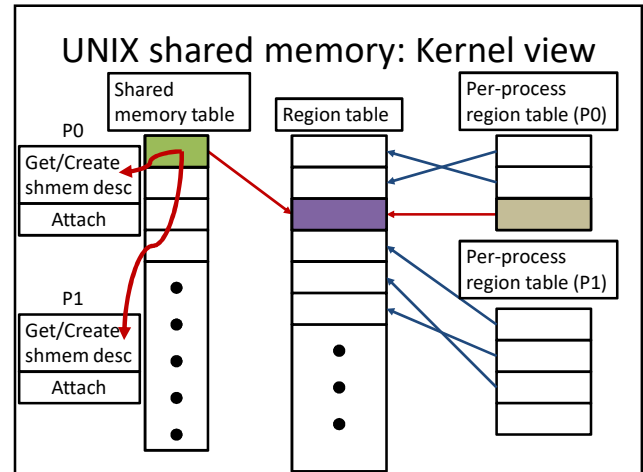 UNIX shared memory: Kernel view
Shared
memory table
Region table
Per-process
region table (P0)
P0
Get/Create
shmem desc
Attach
Per-process
region table (P1)
P1
Get/Create
shmem desc
Attach